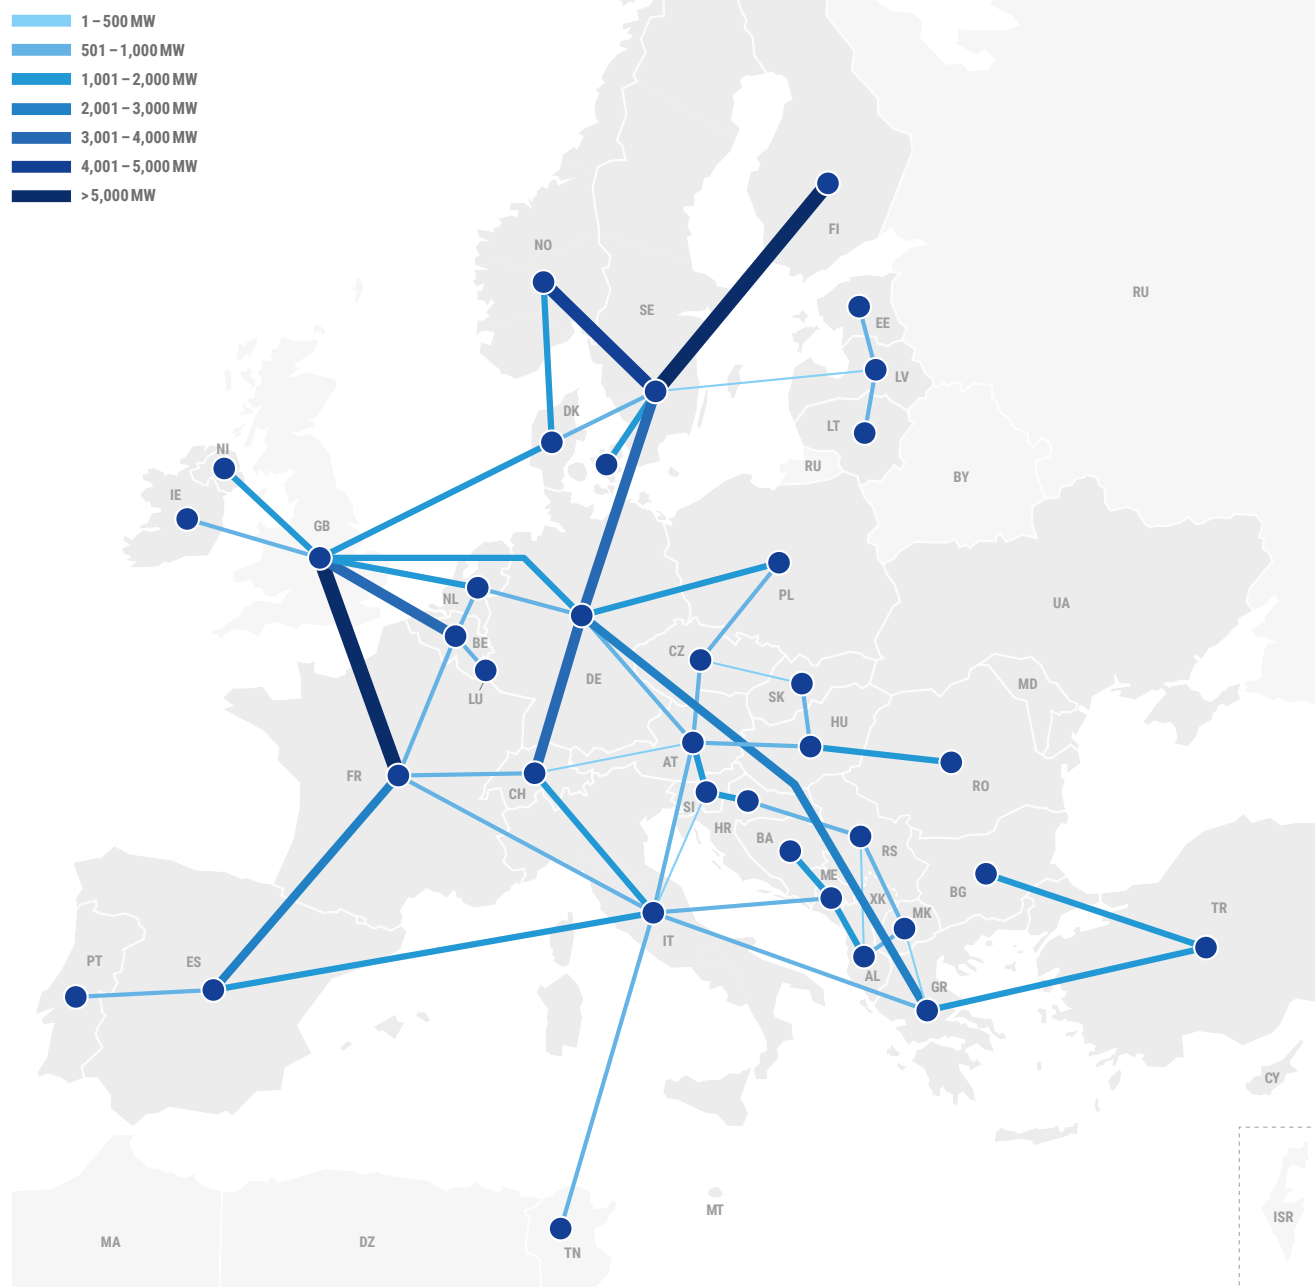 1 – 500 MW
501 – 1,000 MW
1,001 – 2,000 MW
2,001 – 3,000 MW
3,001 – 4,000 MW
4,001 – 5,000 MW
> 5,000 MW
FI
NO
RU
SE
EE
LV
DK
LT
NI
RU
BY
IE
GB
PL
NL
UA
BE
CZ
DE
MD
LU
SK
HU
AT
FR
RO
CH
SI
HR
BA
RS
ME
BG
XK
TR
MK
IT
PT
ES
AL
GR
CY
MT
ISR
MA
DZ
TN